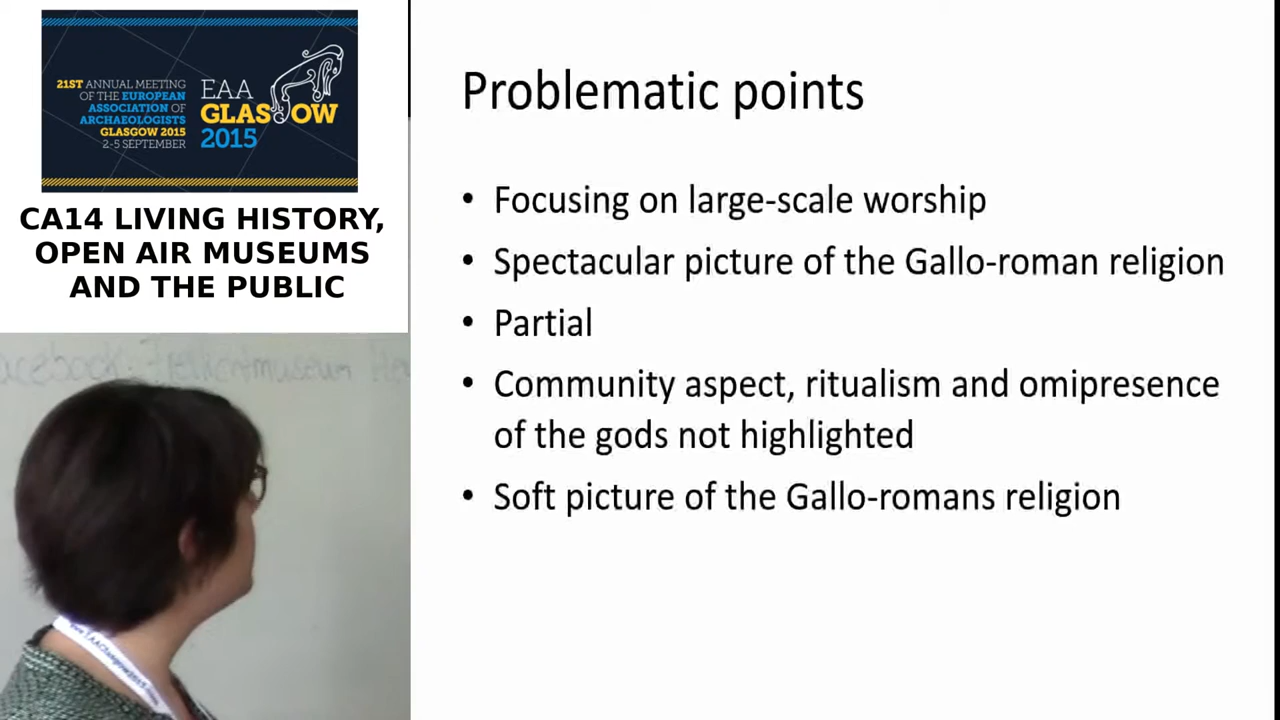 21ST ANNUAL MEETING
OF THE EUROPEAN
ASSOCIATION OF
ARCHAEOLOGISTS
GLASGOW 2015
2-5 SEPTEMBER
EAA
GLASGOW
2015
CA14 LIVING HISTORY,
OPEN AIR MUSEUMS
AND THE PUBLIC
Problematic points
• Focusing on large-scale worship
• Spectacular picture of the Gallo-roman religion
• Partial
• Community aspect, ritualism and omipresence
of the gods not highlighted
• Soft picture of the Gallo-romans religion